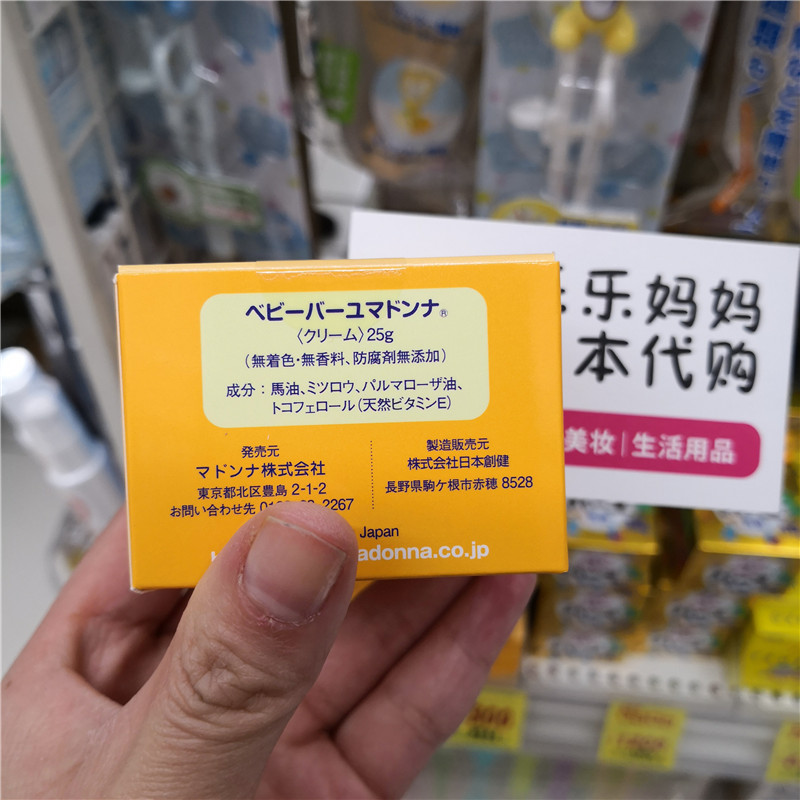 ベビーバーユマドンナ®
〈クリーム〉25g
(無着色・無香料、防腐剤無添加)
成分：馬油、ミツロウ、パルマローザ油、
トコフェロール(天然ビタミンE)
発売元
マドンナ株式会社
東京都北区豊島 2-1-2
お問い合わせ先
2267
製造販売元
株式会社日本創健
長野県駒ケ根市赤穂 8528
Japan
adonna.co.jp
乐妈妈
本代购
美妆|生活用品